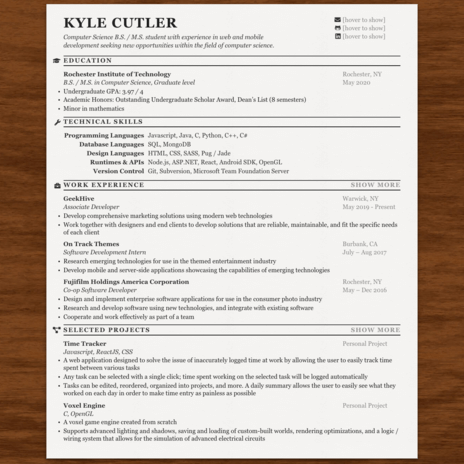 KYLE CUTLER
[hover to show]
Computer Science B.S. / M.S. student with experience in web and mobile
[hover to show]
development seeking new opportunities within the field of computer science.
[hover to show]
EDUCATION
Rochester Institute of Technology Rochester, NY
B.S. / M.S. in Computer Science, Graduate level May 2020
• Undergraduate GPA: 3.97 / 4
• Academic Honors: Outstanding Undergraduate Scholar Award, Dean's List (8 semesters)
• Minor in mathematics
TECHNICAL SKILLS
Programming Languages Javascript, Java, C, Python, C++, C#
Database Languages SQL, MongoDB
Design Languages HTML, CSS, SASS, Pug / Jade
Runtimes & APIs Node.js, ASP.NET, React, Android SDK, OpenGL
Version Control Git, Subversion, Microsoft Team Foundation Server
WORK EXPERIENCE SHOW MORE
GeekHive Warwick, NY
Associate Developer May 2019 - Present
• Develop comprehensive marketing solutions using modern web technologies
• Work together with designers and end clients to develop solutions that are reliable, maintainable, and fit the specific needs
of each client
On Track Themes Burbank, CA
Software Development Intern July – Aug 2017
• Research emerging technologies for use in the themed entertainment industry
• Develop mobile and server-side applications showcasing the capabilities of emerging technologies
Fujifilm Holdings America Corporation Rochester, NY
Co-op Software Developer May – Dec 2016
• Design and implement enterprise software applications for use in the consumer photo industry
• Research and develop software using new technologies, and integrate with existing software
• Cooperate and work effectively as part of a team
SELECTED PROJECTS SHOW MORE
Time Tracker Personal Project
Javascript, ReactJS, CSS
• A web application designed to solve the issue of inaccurately logged time at work by allowing the user to easily track time
spent between various tasks
• Any task can be selected with a single click; time spent working on the selected task will be logged automatically
• Tasks can be edited, reordered, organized into projects, and more. A daily summary allows the user to easily see what they
worked on each day in order to make time entry as painless as possible
Voxel Engine Personal Project
C, OpenGL
• A voxel game engine created from scratch
• Supports advanced lighting and shadows, saving and loading of custom-built worlds, rendering optimizations, and a logic /
wiring system that allows for the simulation of advanced electrical circuits